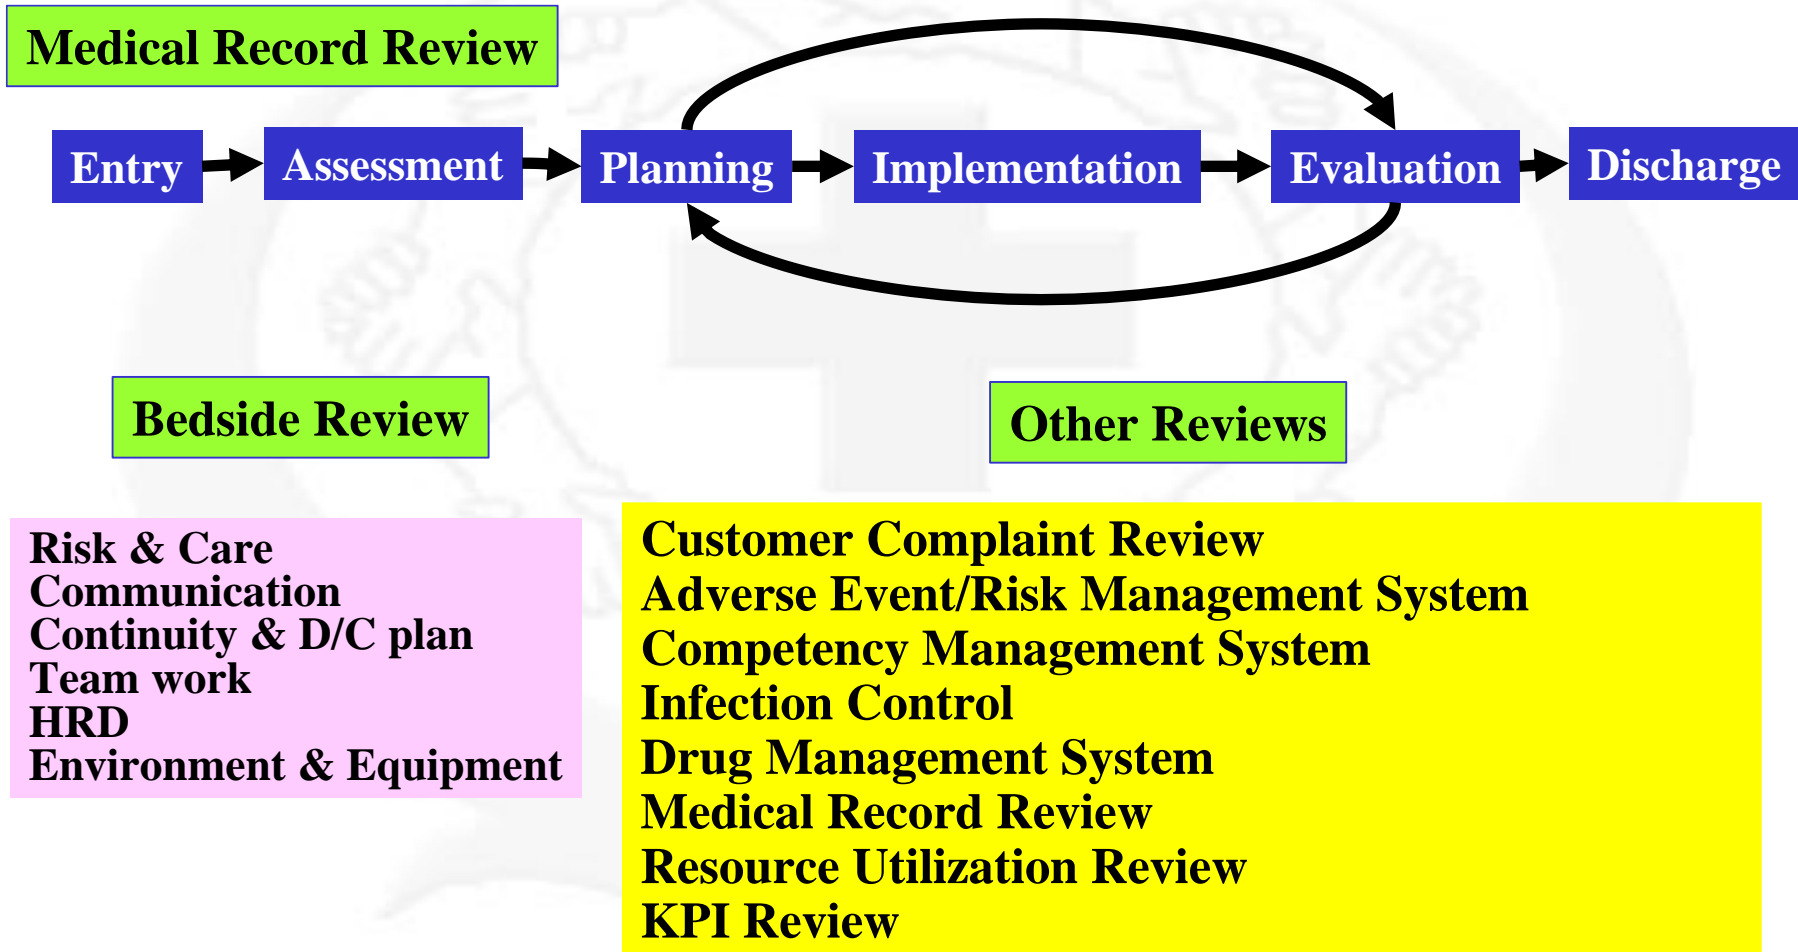 Medical Record Review
Entry
Assessment
Planning
Implementation
Evaluation
Discharge
Bedside Review
Other Reviews
Risk & Care
Communication
Continuity & D/C plan
Team work
HRD
Environment & Equipment
Customer Complaint Review
Adverse Event/Risk Management System
Competency Management System
Infection Control
Drug Management System
Medical Record Review
Resource Utilization Review
KPI Review